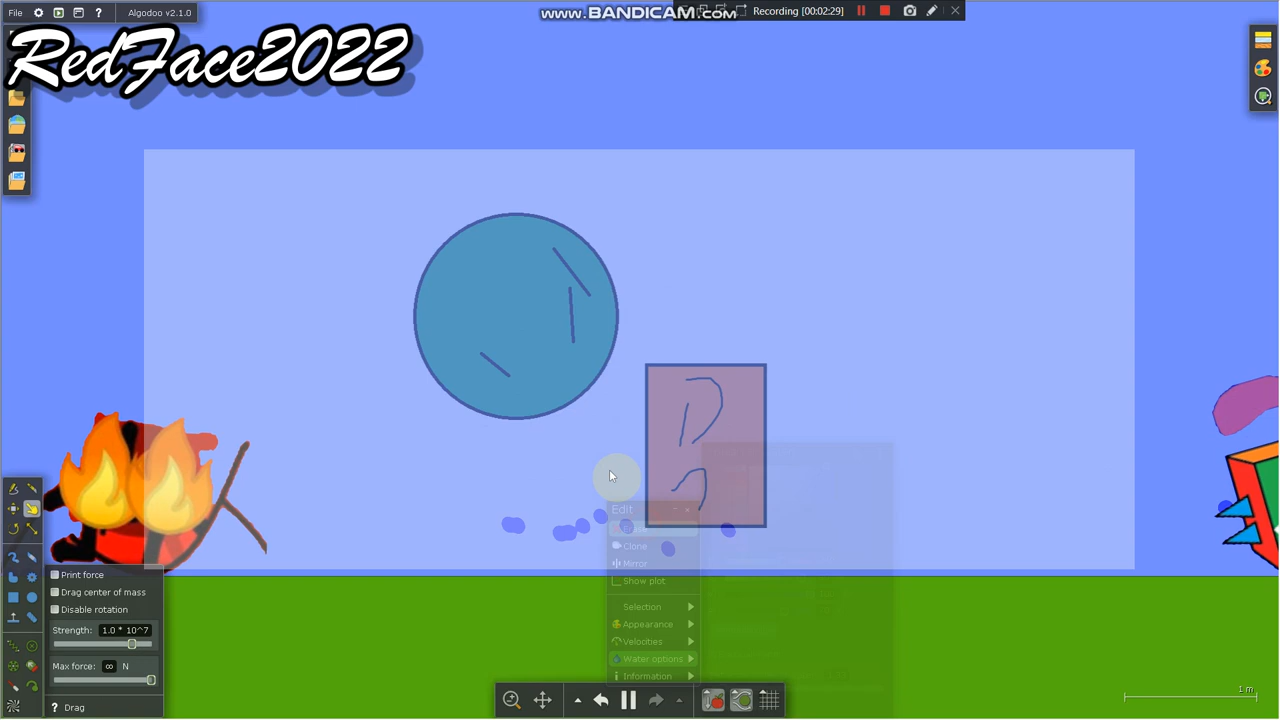 File
Algodoo v2.1.0
www.BANDICAM.com
Recording [00:02:29]
RedFace2022
D
Edit
Erase
Clone
Mirror
Show plot
Selection
Appearance
Velocities
Water options
Information
Print force
Drag center of mass
Disable rotation
Strength: 1.0 * 10^7
Max force: ∞ N
? Drag
1 m